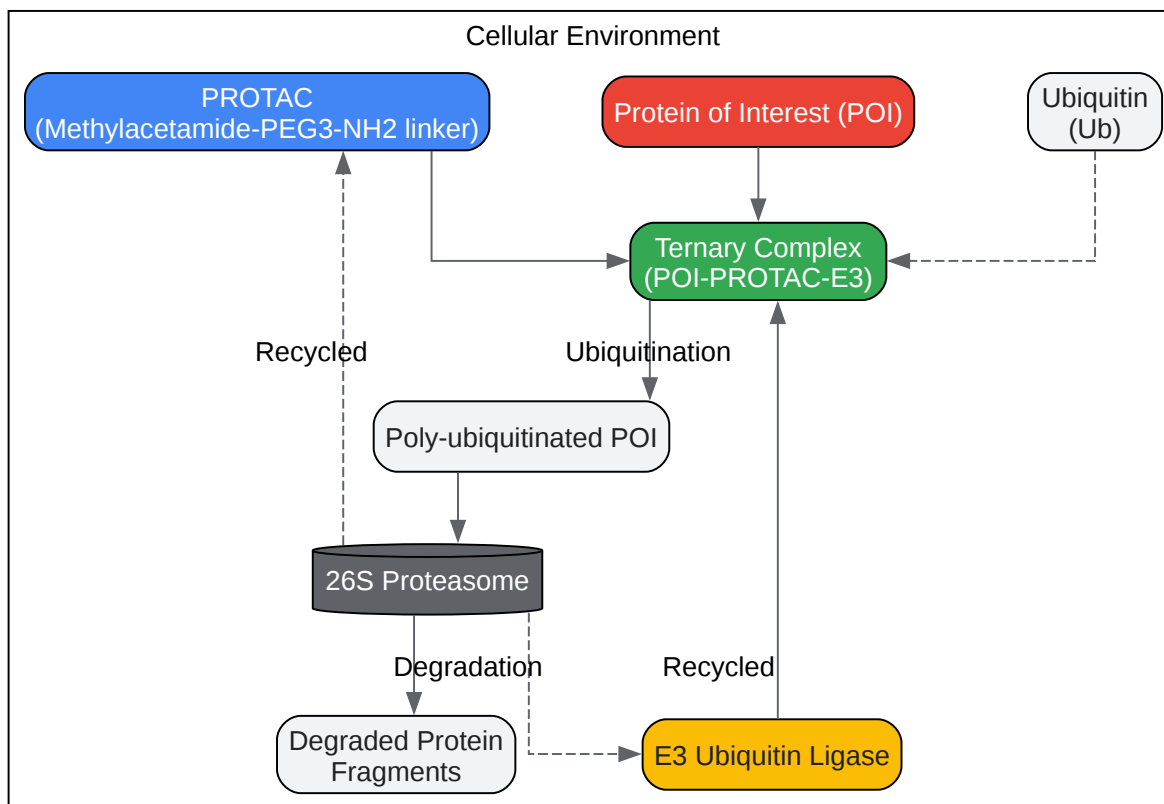 Cellular Environment
PROTAC
(Methylacetamide-PEG3-NH2 linker)
Protein of Interest (POI)
Ubiquitin
(Ub)
Ternary Complex
(POI-PROTAC-E3)
Recycled
Ubiquitination
Poly-ubiquitinated POI
26S Proteasome
Degradation
Recycled
Degraded Protein
Fragments
E3 Ubiquitin Ligase